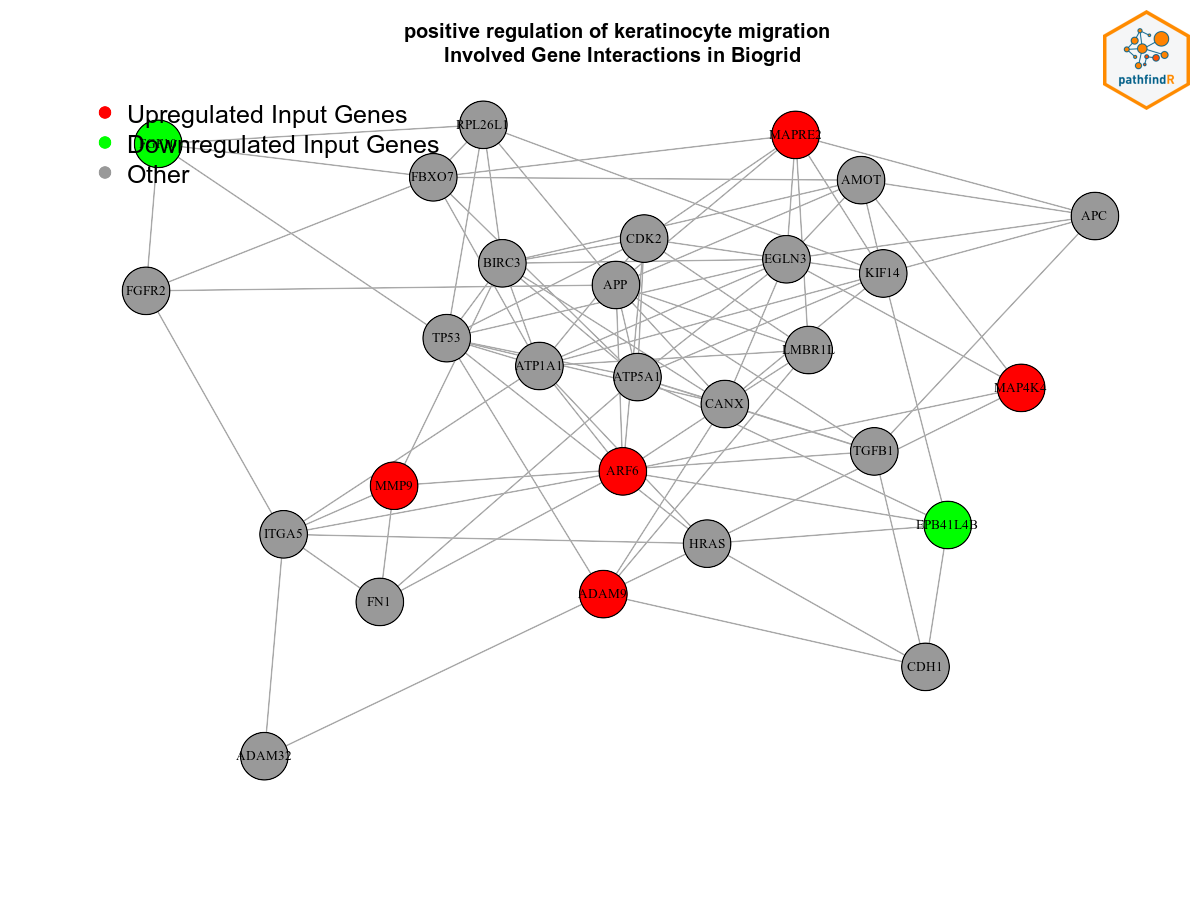 positive regulation of keratinocyte migration
Involved Gene Interactions in Biogrid
pathfindR
Upregulated Input Genes
Downregulated Input Genes
Other
RPL26L1
MAPRE2
FBXO7
AMOT
APC
CDK2
BIRC3
EGLN3
KIF14
APP
FGFR2
TP53
LMBR1L
ATP1A1
ATP5A1
MAP4K4
CANX
TGFB1
ARF6
MMP9
EPB41L4B
ITGA5
HRAS
ADAM9
FN1
CDH1
ADAM32